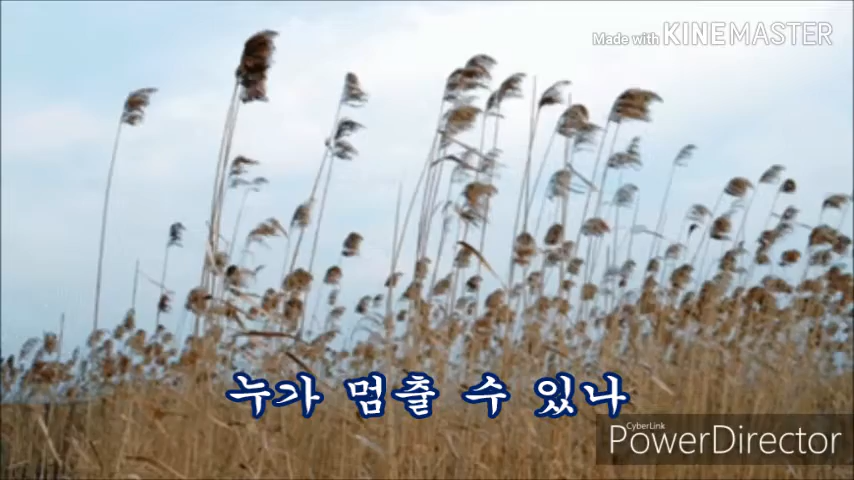 Made with KINEMASTER
누가 멈출 수 있나
CyberLink
PowerDirector